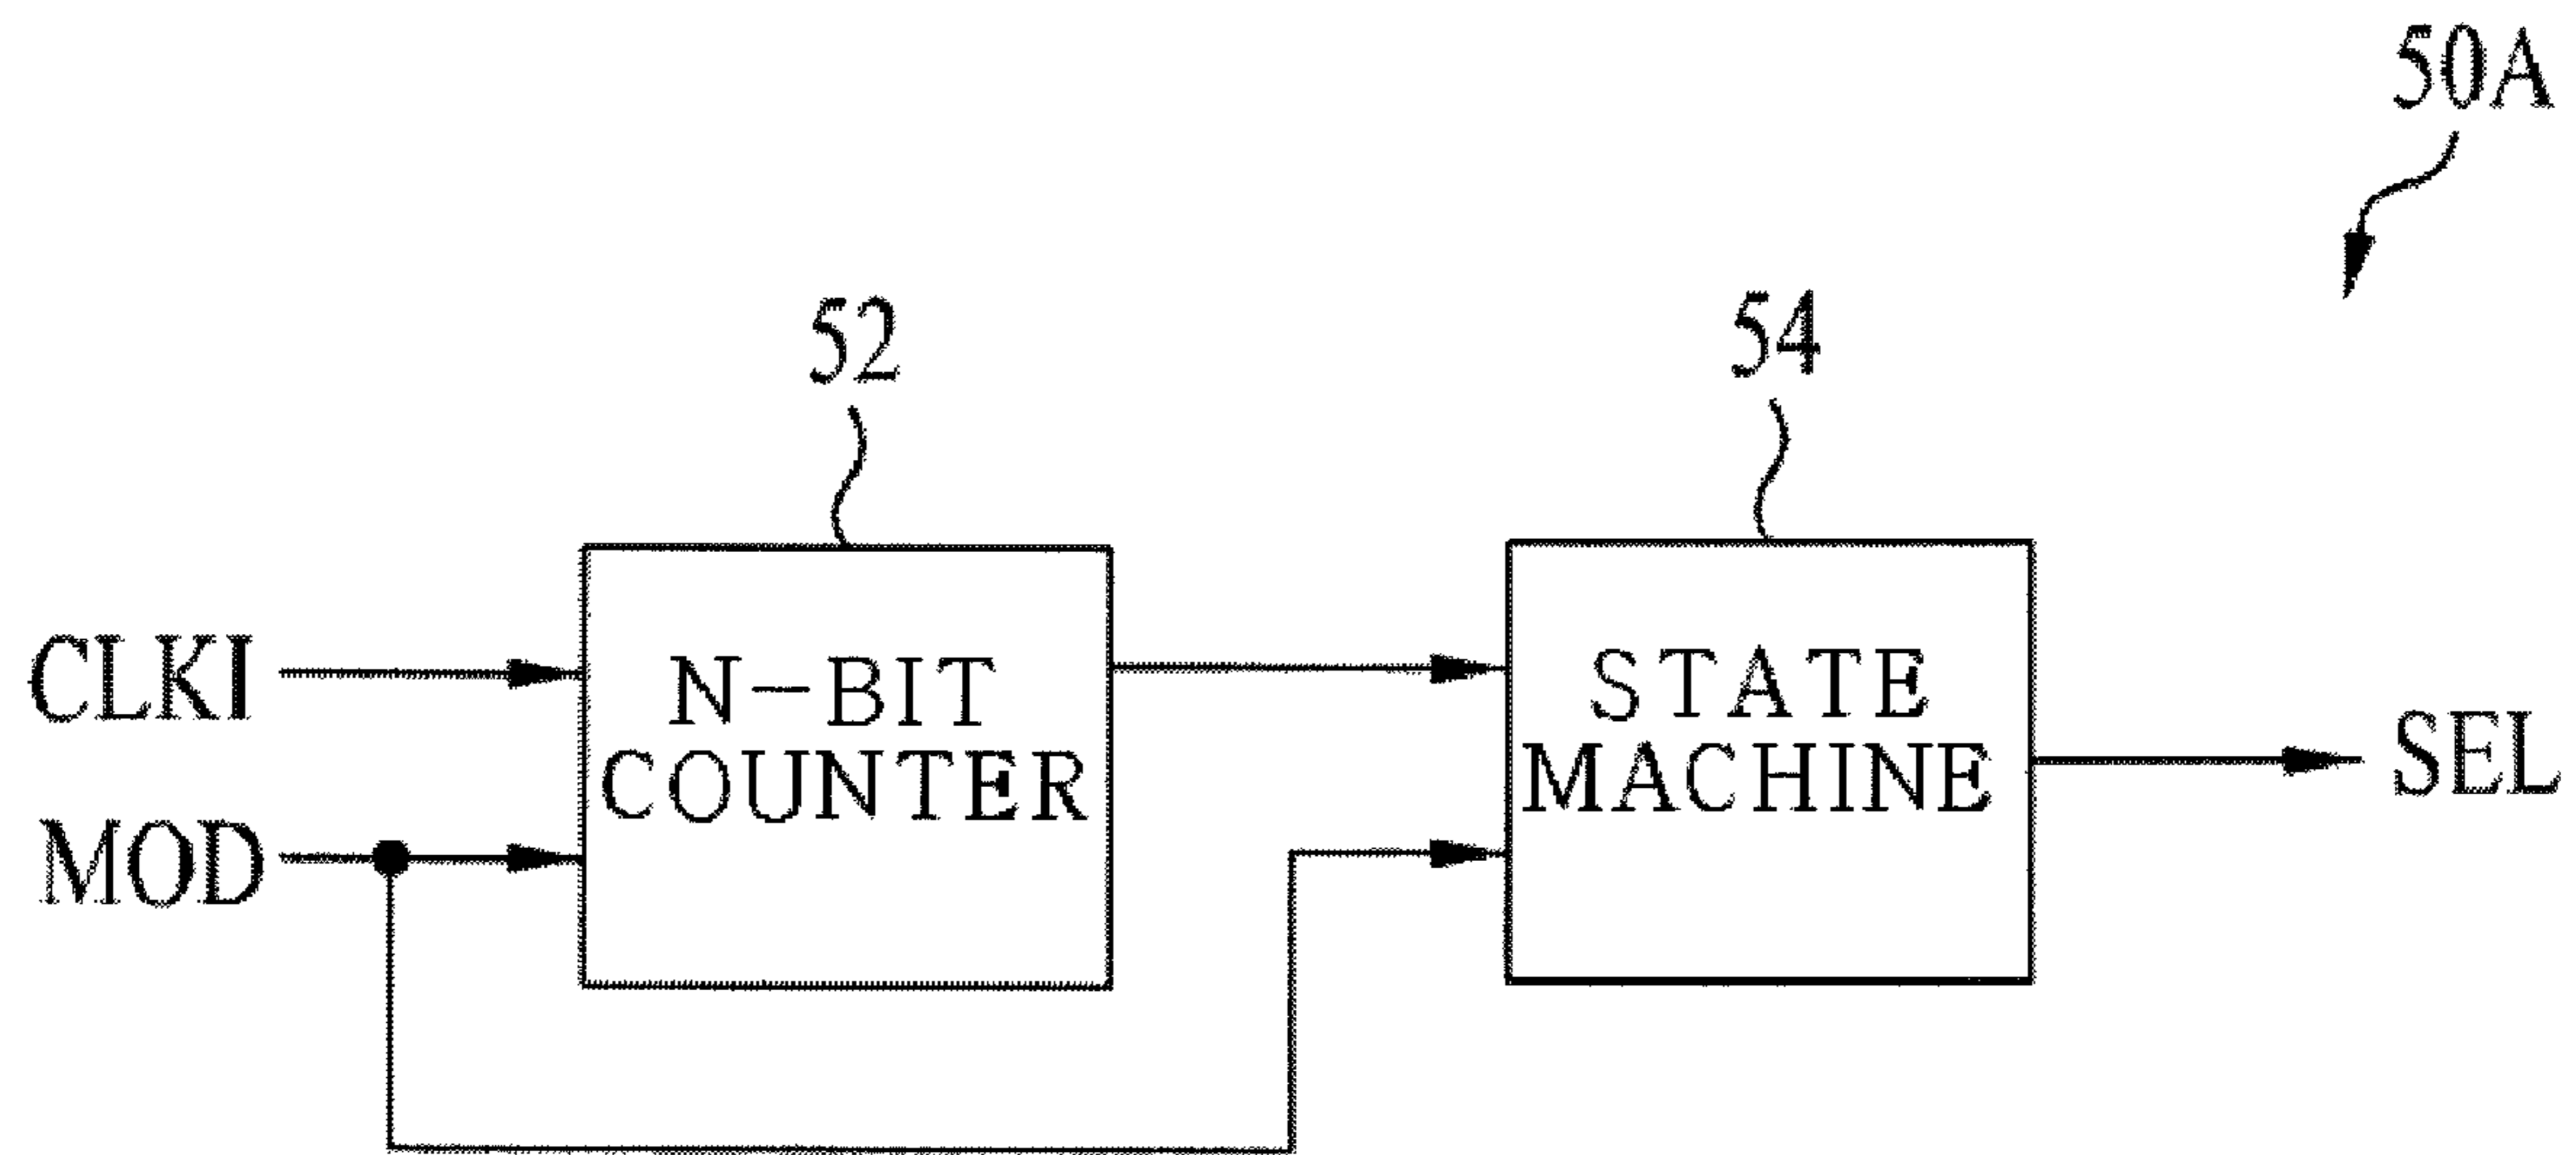 50A
52
54
CLKI
MOD
N-BIT
COUNTER
STATE
MACHINE
SEL